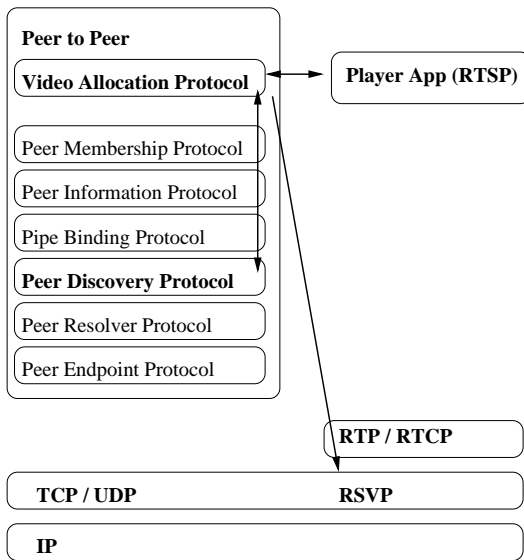 Peer to Peer
Video Allocation Protocol
Player App (RTSP)
Peer Membership Protocol
Peer Information Protocol
Pipe Binding Protocol
Peer Discovery Protocol
Peer Resolver Protocol
Peer Endpoint Protocol
RTP / RTCP
TCP / UDP
RSVP
IP